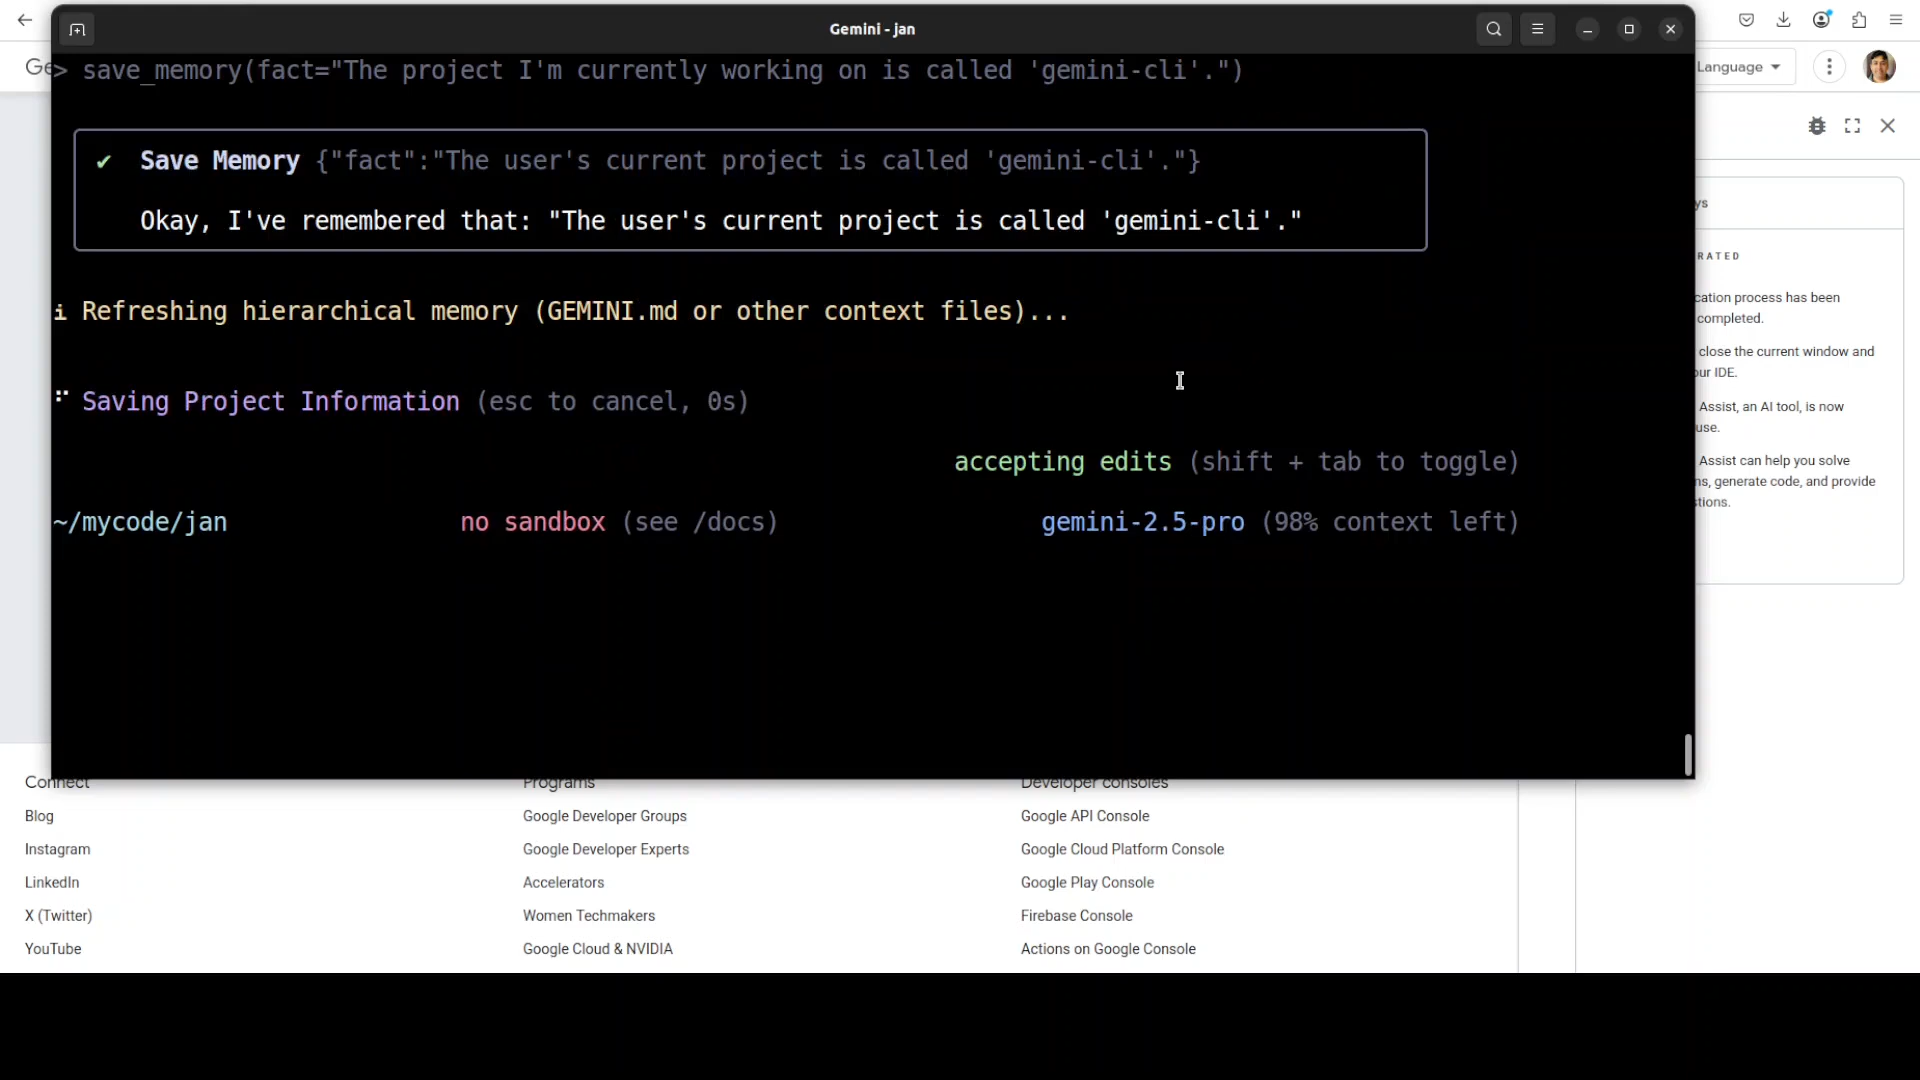 Gemini - jan
Ge
Language
> save_memory(fact="The project I'm currently working on is called 'gemini-cli'.")
✔ Save Memory {"fact":"The user's current project is called 'gemini-cli'."}
Okay, I've remembered that: "The user's current project is called 'gemini-cli'."
i Refreshing hierarchical memory (GEMINI.md or other context files)...
Saving Project Information (esc to cancel, 0s)
accepting edits (shift + tab to toggle)
~/mycode/jan no sandbox (see /docs) gemini-2.5-pro (98% context left)
ys
RATED
cation process has been
completed.
close the current window and
our IDE.
Assist, an AI tool, is now
use.
Assist can help you solve
ns, generate code, and provide
stions.
Connect
Blog
Instagram
LinkedIn
X (Twitter)
YouTube
Programs
Google Developer Groups
Google Developer Experts
Accelerators
Women Techmakers
Google Cloud & NVIDIA
Developer consoles
Google API Console
Google Cloud Platform Console
Google Play Console
Firebase Console
Actions on Google Console